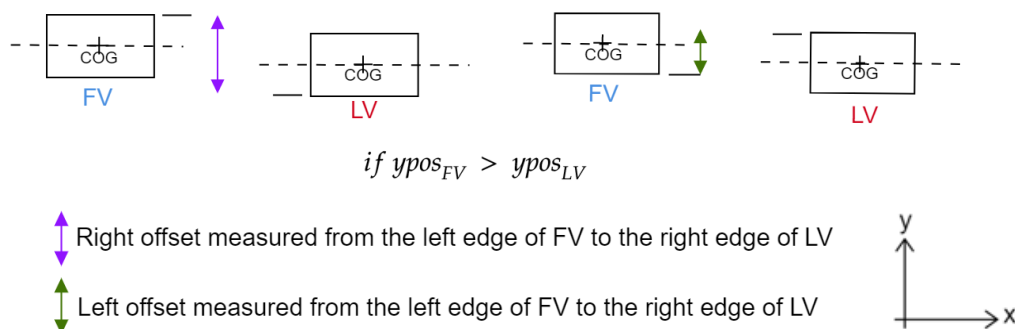 COG
FV
COG
LV
COG
FV
COG
LV
if ypos_FV > ypos_LV
Right offset measured from the left edge of FV to the right edge of LV
Left offset measured from the left edge of FV to the right edge of LV
y
x